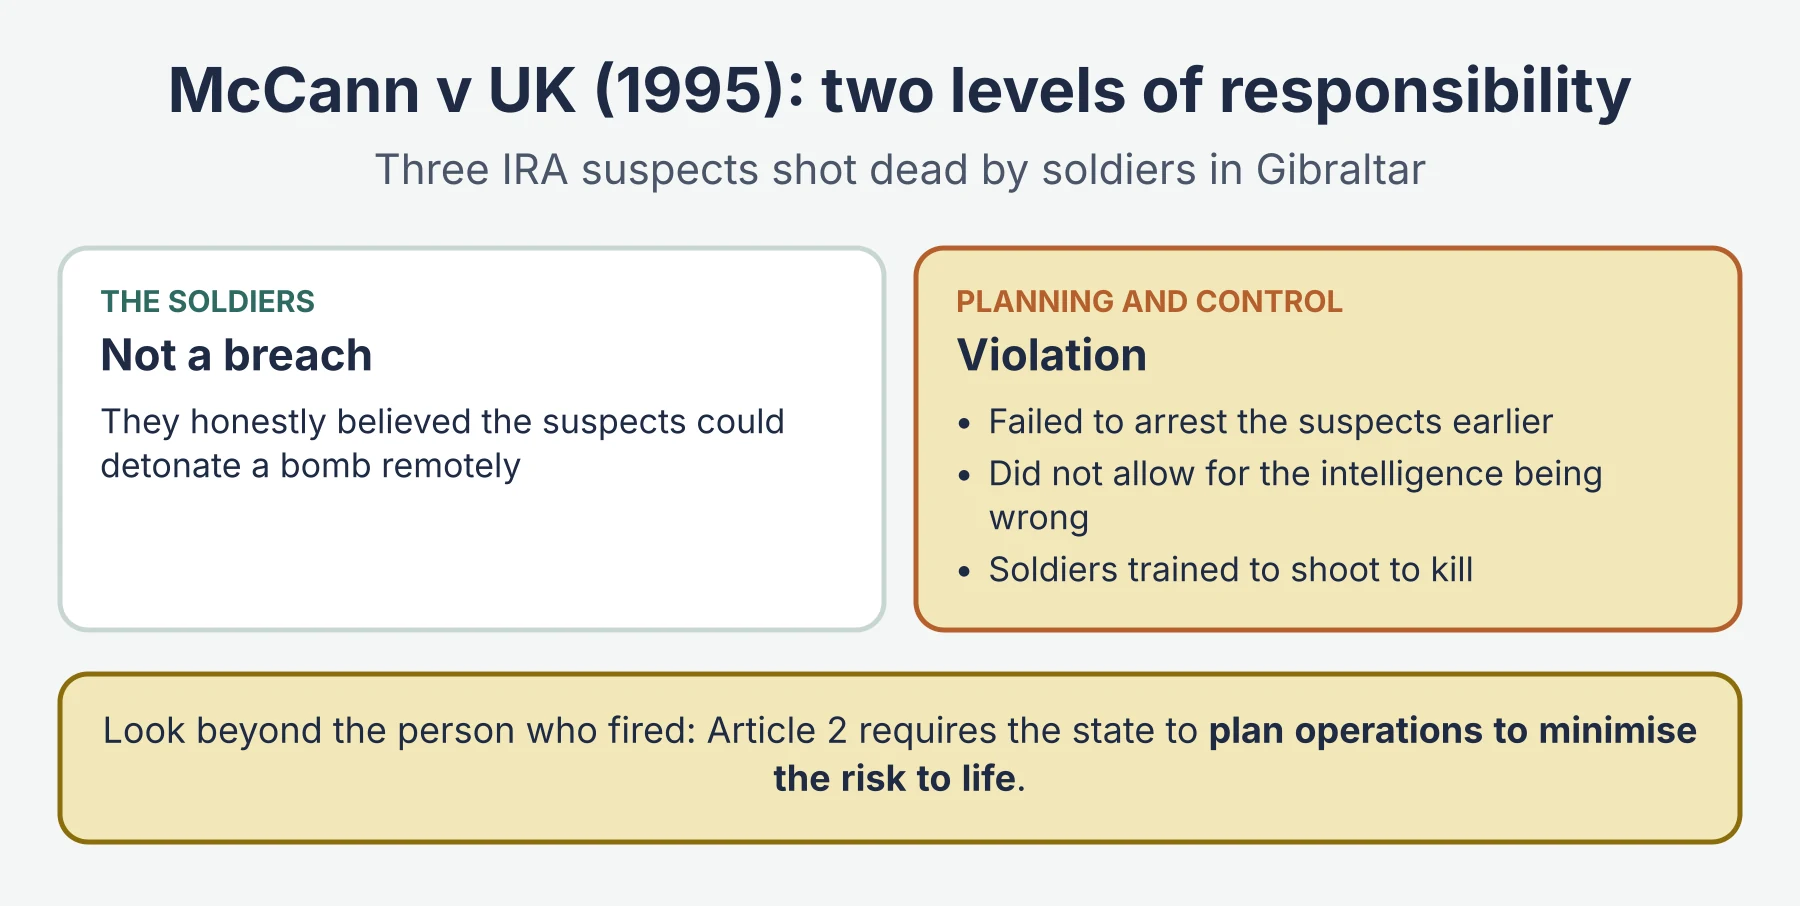 McCann v UK (1995): two levels of responsibility
Three IRA suspects shot dead by soldiers in Gibraltar
THE SOLDIERS
Not a breach
They honestly believed the suspects could
detonate a bomb remotely
PLANNING AND CONTROL
Violation
• Failed to arrest the suspects earlier
• Did not allow for the intelligence being
wrong
• Soldiers trained to shoot to kill
Look beyond the person who fired: Article 2 requires the state to plan operations to minimise
the risk to life.